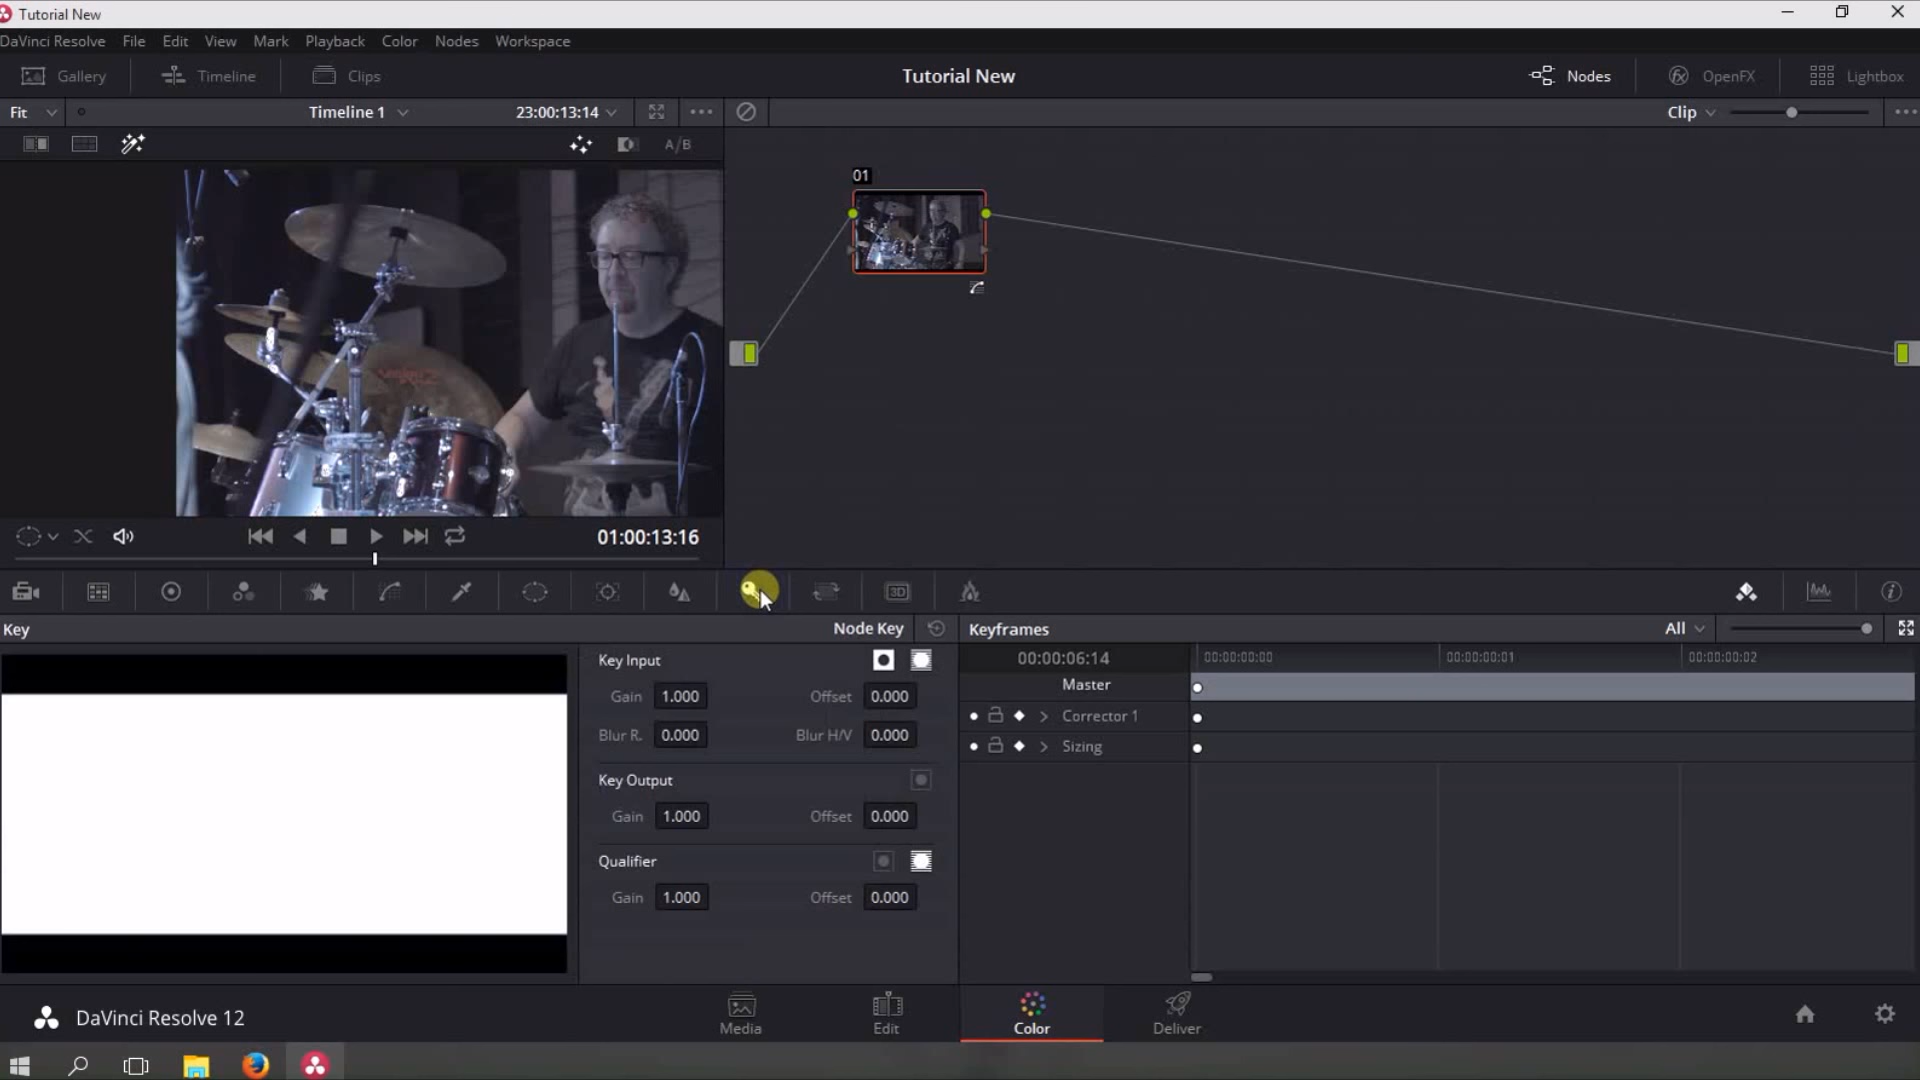 Tutorial New
DaVinci Resolve File Edit View Mark Playback Color Nodes Workspace
Gallery Timeline Clips Tutorial New Nodes OpenFX Lightbox
Fit Timeline 1 23:00:13:14 Clip
A/B
01
01:00:13:16
3D
Key Node Key Keyframes All
Key Input 00:00:06:14 00:00:00:00 00:00:00:01 00:00:00:02
Gain 1.000 Offset 0.000 Master
Blur R. 0.000 Blur H/V 0.000 Corrector 1
Sizing
Key Output
Gain 1.000 Offset 0.000
Qualifier
Gain 1.000 Offset 0.000
DaVinci Resolve 12 Media Edit Color Deliver